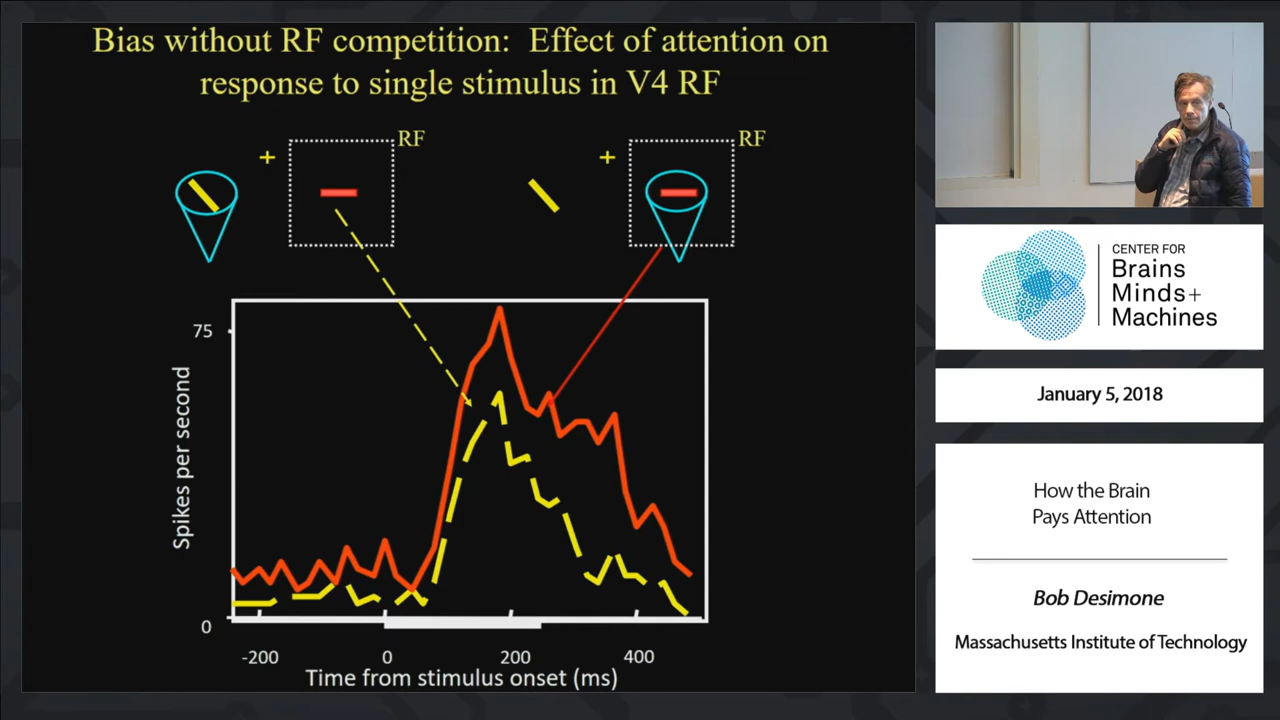 Bias without RF competition: Effect of attention on
response to single stimulus in V4 RF
+
RF
+
RF
75
Spikes per second
0
-200
0
200
400
Time from stimulus onset (ms)
CENTER FOR
Brains
Minds+
Machines
January 5, 2018
How the Brain
Pays Attention
Bob Desimone
Massachusetts Institute of Technology